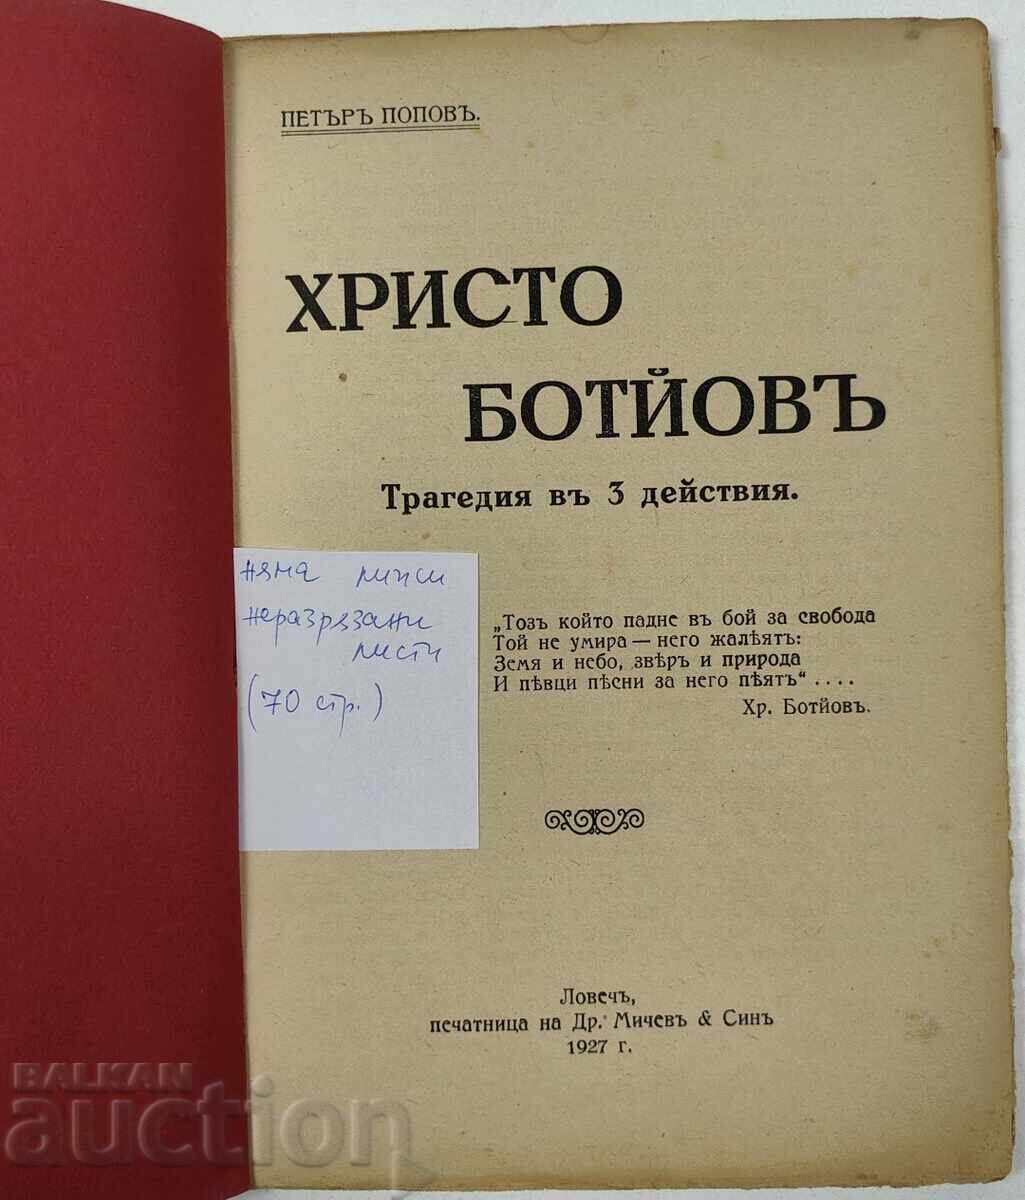 ПЕТЪРЪ ПОПОВЪ.
ХРИСТО
БОТЙОВЪ
Трагедия въ 3 действия.
няма липси
неразрязани
листи
(70 стр.)
„Тозъ който падне въ бой за свобода
Той не умира — него жалѣятъ:
Земя и небо, звѣръ и природа
И пѣвци пѣсни за него пѣятъ“ . . . .
Хр. Ботйовъ.
Ловечъ,
печатница на Др. Мичевъ & Синъ
1927 г.
BALKAN
auction